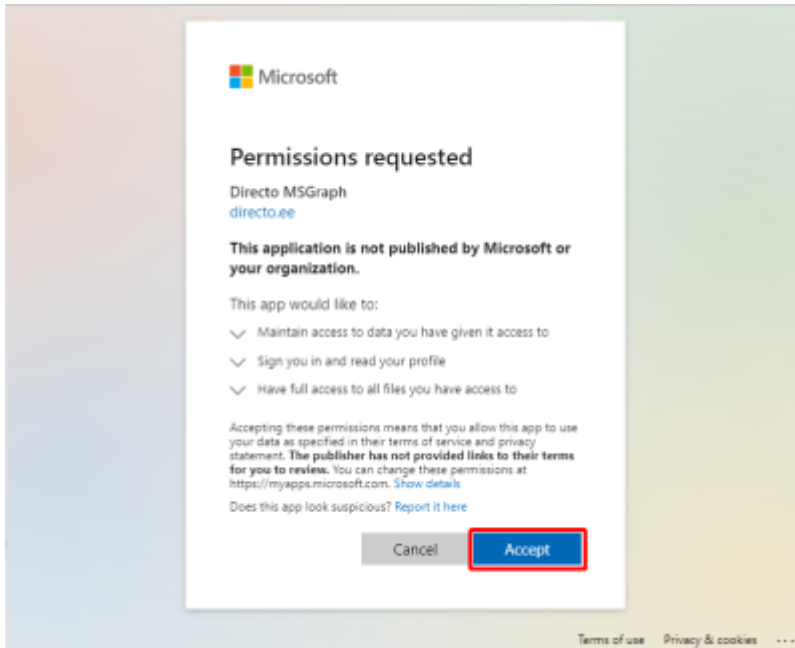 Microsoft
Permissions requested
Directo MSGraph
directo.ee
This application is not published by Microsoft or
your organization.
This app would like to:
Maintain access to data you have given it access to
Sign you in and read your profile
Have full access to all files you have access to
Accepting these permissions means that you allow this app to use
your data as specified in their terms of service and privacy
statement. The publisher has not provided links to their terms
for you to review. You can change these permissions at
https://myapps.microsoft.com. Show details
Does this app look suspicious? Report it here
Cancel Accept
Terms of use Privacy & cookies ...